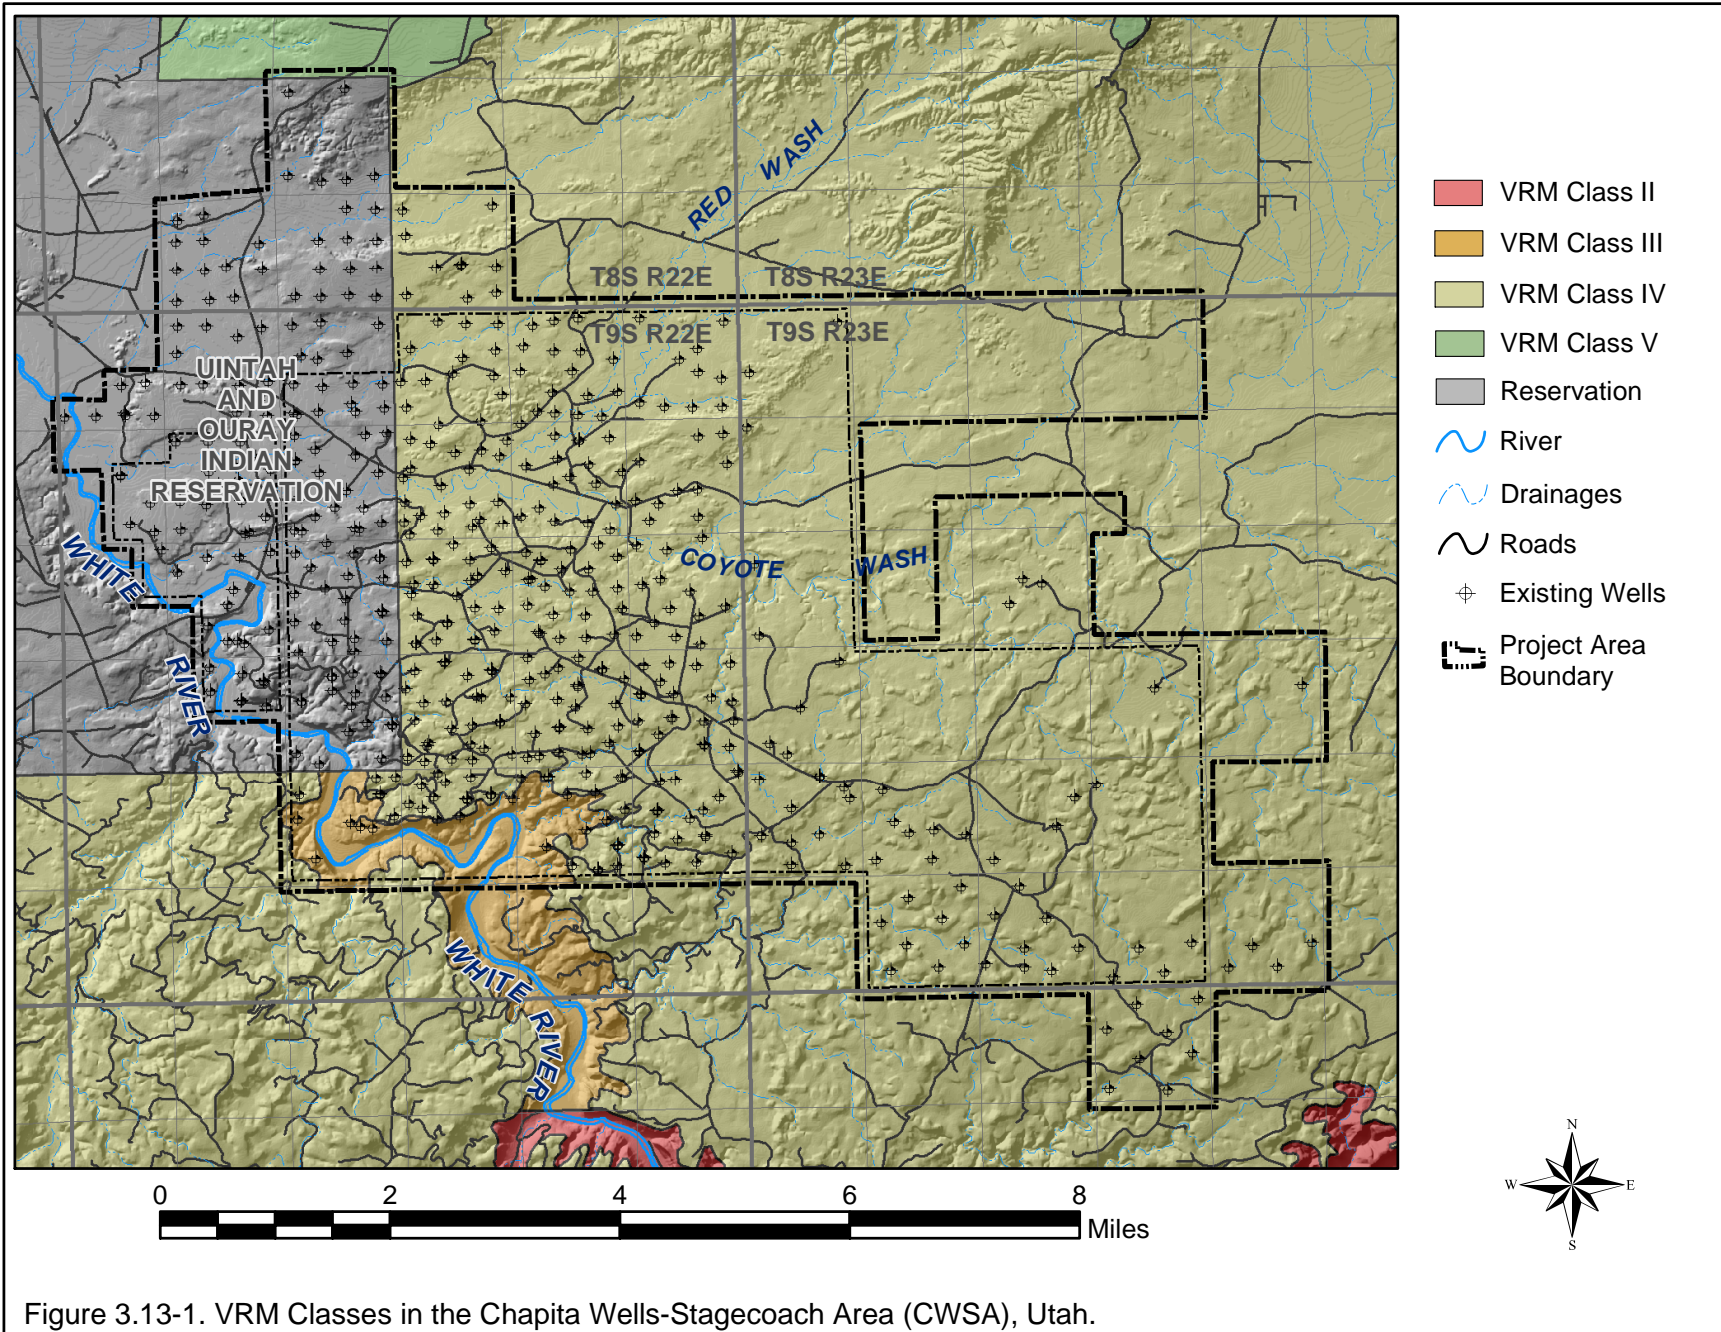 RED WASH
T8S R22E
T8S R23E
T9S R22E
T9S R23E
UINTAH
AND
OURAY
INDIAN
RESERVATION
WHITE
RIVER
COYOTE WASH
WHITE RIVER
VRM Class II
VRM Class III
VRM Class IV
VRM Class V
Reservation
River
Drainages
Roads
Existing Wells
Project Area
Boundary
N
W
E
S
0 2 4 6 8
Miles
Figure 3.13-1. VRM Classes in the Chapita Wells-Stagecoach Area (CWSA), Utah.